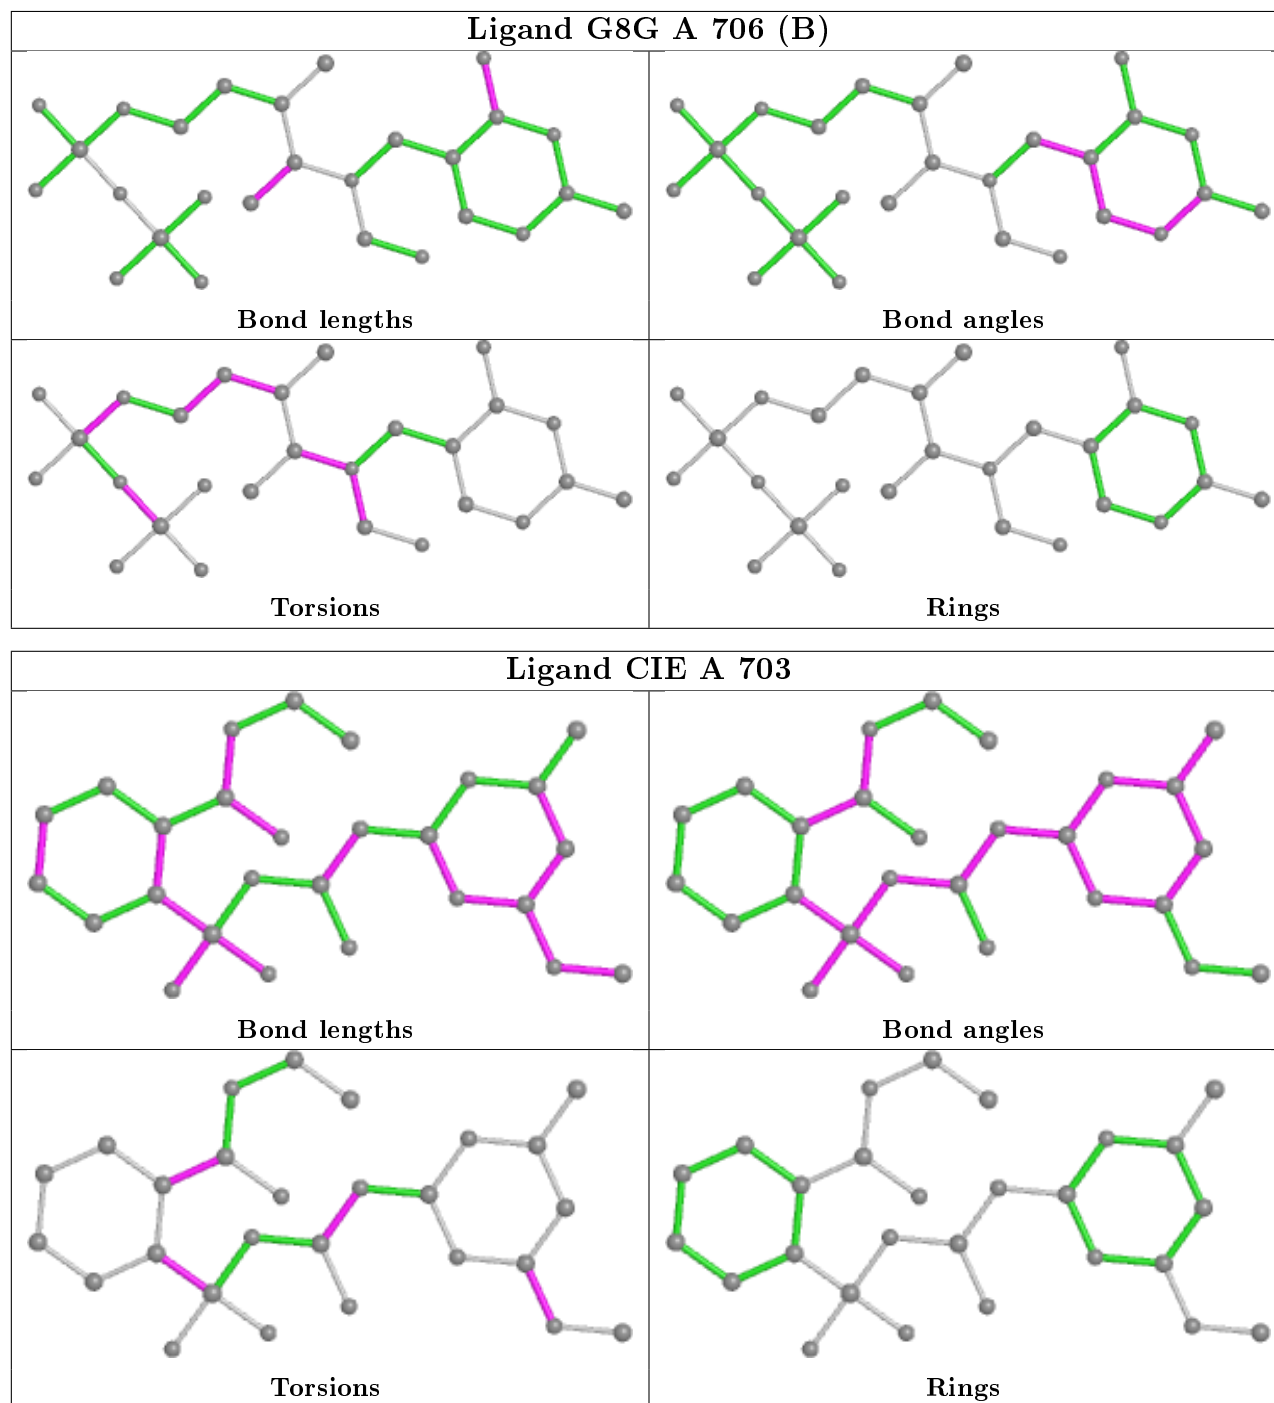 Ligand G8G A 706 (B)
Bond lengths
Bond angles
Torsions
Rings
Ligand CIE A 703
Bond lengths
Bond angles
Torsions
Rings